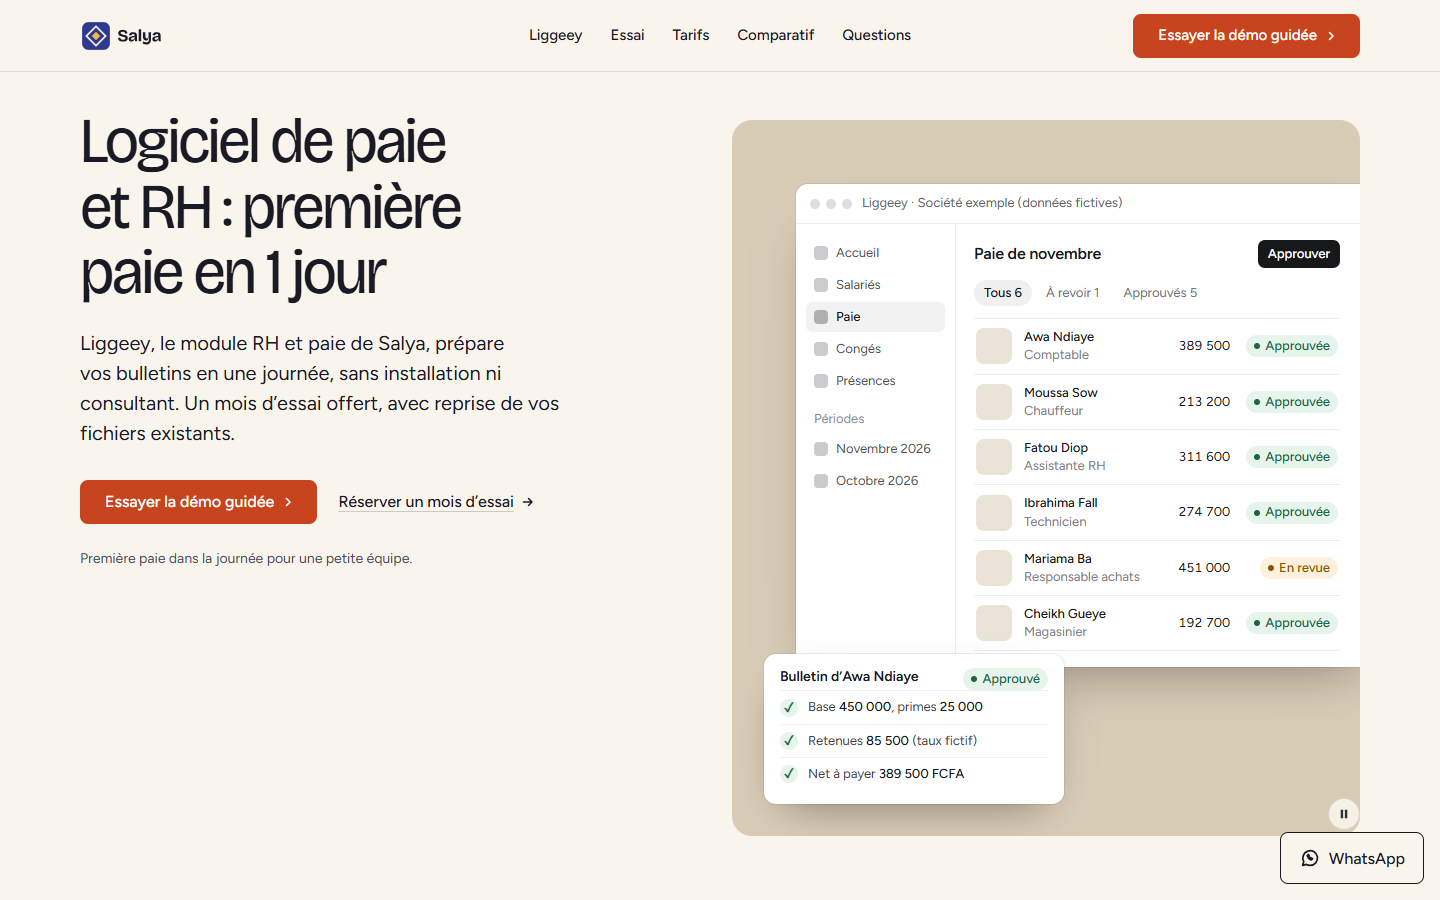 Salya
Liggeey
Essai
Tarifs
Comparatif
Questions
Essayer la démo guidée
Logiciel de paie
et RH : première
paie en 1 jour
Liggeey, le module RH et paie de Salya, prépare
vos bulletins en une journée, sans installation ni
consultant. Un mois d’essai offert, avec reprise de vos
fichiers existants.
Essayer la démo guidée
Réserver un mois d’essai →
Première paie dans la journée pour une petite équipe.
Liggeey · Société exemple (données fictives)
Accueil
Salariés
Paie
Congés
Présences
Périodes
Novembre 2026
Octobre 2026
Paie de novembre
Approuver
Tous 6
À revoir 1
Approuvés 5
Awa Ndiaye
Comptable
389 500
Approuvée
Moussa Sow
Chauffeur
213 200
Approuvée
Fatou Diop
Assistante RH
311 600
Approuvée
Ibrahima Fall
Technicien
274 700
Approuvée
Mariama Ba
Responsable achats
451 000
En revue
Cheikh Gueye
Magasinier
192 700
Approuvée
Bulletin d’Awa Ndiaye
Approuvé
Base 450 000, primes 25 000
Retenues 85 500 (taux fictif)
Net à payer 389 500 FCFA
WhatsApp